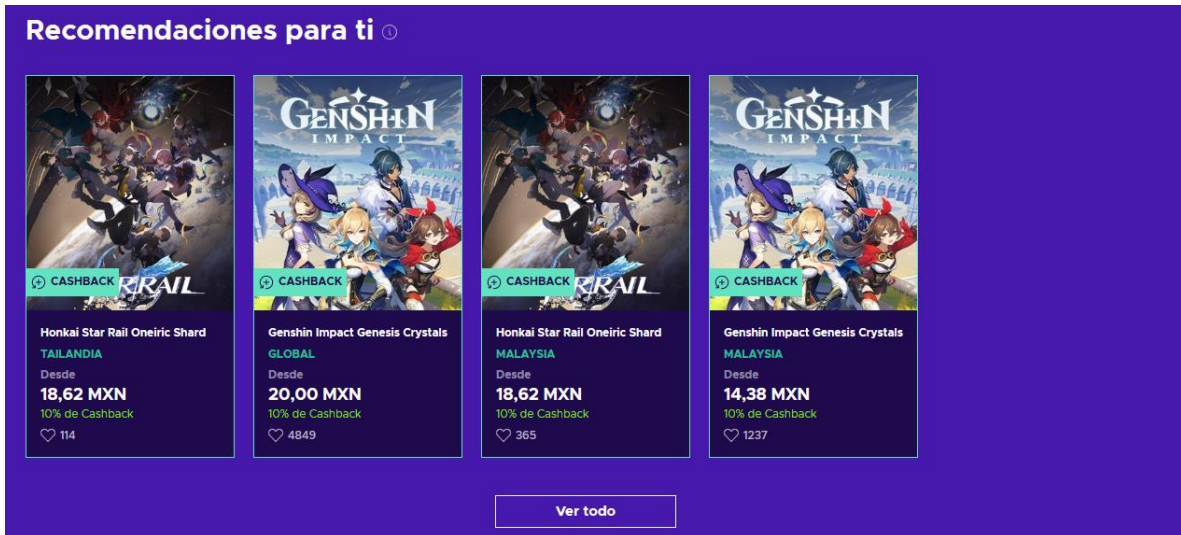 Recomendaciones para ti
CASHBACK
RAIL
Honkai Star Rail Oneiric Shard
TAILANDIA
Desde
18,62 MXN
10% de Cashback
114
GENSHIN
IMPACT
CASHBACK
Genshin Impact Genesis Crystals
GLOBAL
Desde
20,00 MXN
10% de Cashback
4849
CASHBACK
RAIL
Honkai Star Rail Oneiric Shard
MALAYSIA
Desde
18,62 MXN
10% de Cashback
365
GENSHIN
IMPACT
CASHBACK
Genshin Impact Genesis Crystals
MALAYSIA
Desde
14,38 MXN
10% de Cashback
1237
Ver todo